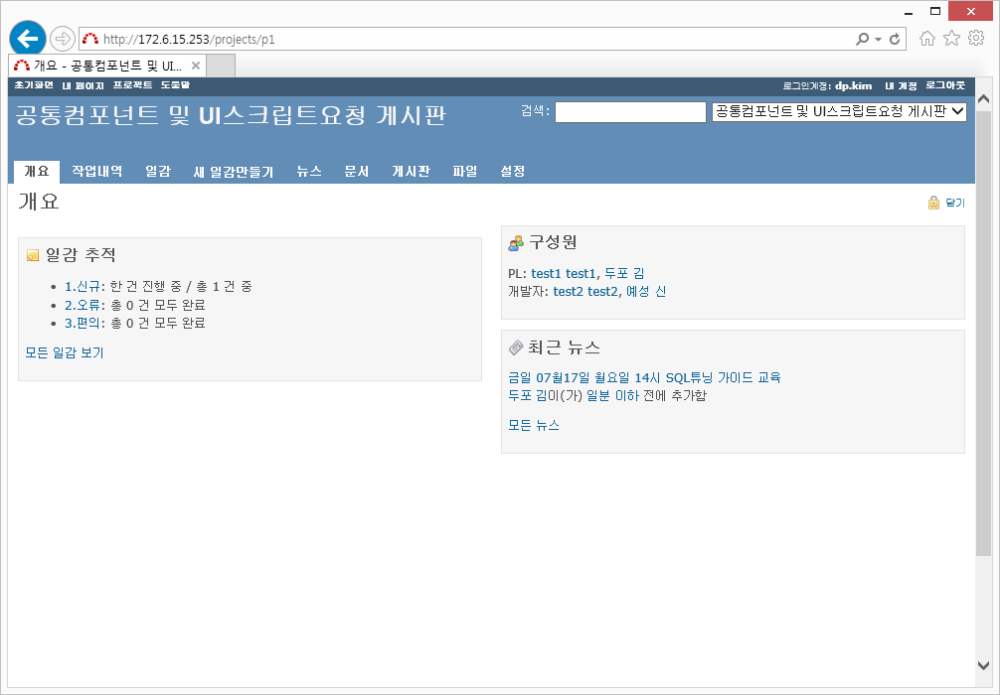 http://172.6.15.253/projects/p1
개요 - 공통컴포넌트 및 UI...
초기화면 내 페이지 프로젝트 도움말
로그인계정: dp.kim 내 계정 로그아웃
공통컴포넌트 및 UI스크립트요청 게시판
검색:
공통컴포넌트 및 UI스크립트요청 게시판
개요 작업내역 일감 새 일감만들기 뉴스 문서 게시판 파일 설정
개요
닫기
일감 추적
1.신규: 한 건 진행 중 / 총 1 건 중
2.오류: 총 0 건 모두 완료
3.편의: 총 0 건 모두 완료
모든 일감 보기
구성원
PL: test1 test1, 두포 김
개발자: test2 test2, 예성 신
최근 뉴스
금일 07월17일 월요일 14시 SQL튜닝 가이드 교육
두포 김이(가) 일분 이하 전에 추가함
모든 뉴스